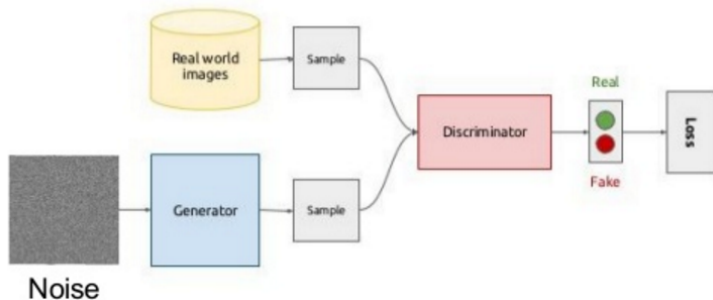 Real world
images
Sample
Real
Discriminator
Loss
Fake
Generator
Sample
Noise